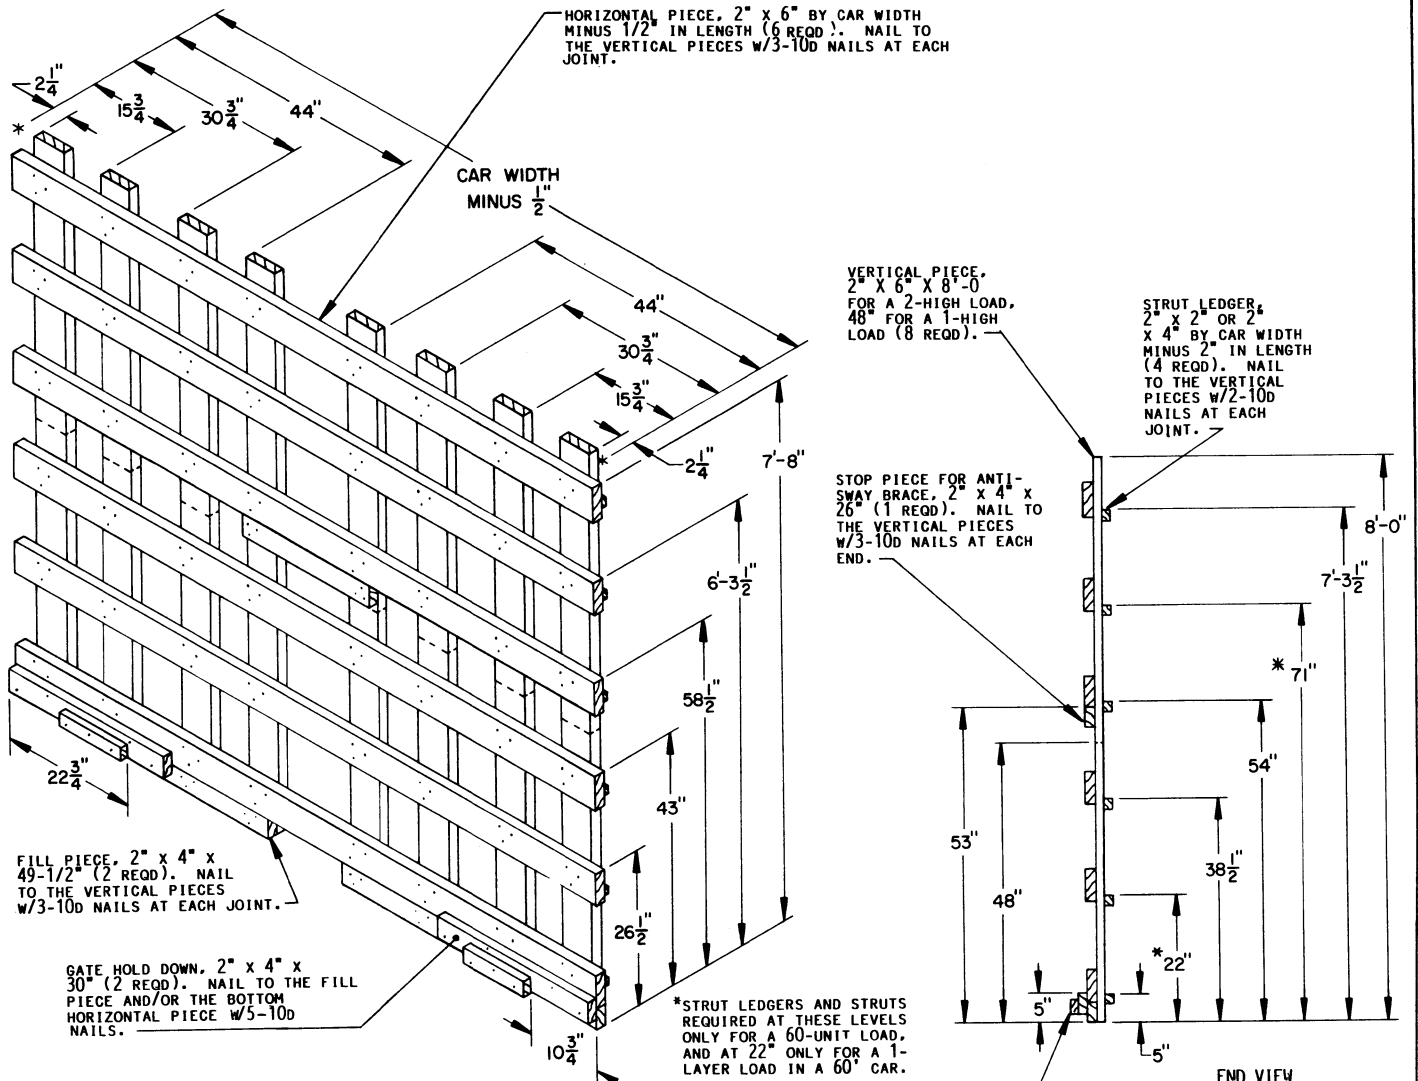 HORIZONTAL PIECE, 2" X 6" BY CAR WIDTH
MINUS 1/2" IN LENGTH (6 REQD). NAIL TO
THE VERTICAL PIECES W/3-10D NAILS AT EACH
JOINT.
2 1/4"
15 3/4"
30 3/4"
44"
*
CAR WIDTH
MINUS 1/2"
44"
30 3/4"
15 3/4"
*
2 1/4"
7'-8"
6'-3 1/2"
58 1/2"
43"
26 1/2"
22 3/4"
10 3/4"
FILL PIECE, 2" X 4" X
49-1/2" (2 REQD). NAIL
TO THE VERTICAL PIECES
W/3-10D NAILS AT EACH JOINT.
GATE HOLD DOWN, 2" X 4" X
30" (2 REQD). NAIL TO THE FILL
PIECE AND/OR THE BOTTOM
HORIZONTAL PIECE W/5-10D
NAILS.
*STRUT LEDGERS AND STRUTS
REQUIRED AT THESE LEVELS
ONLY FOR A 60-UNIT LOAD,
AND AT 22" ONLY FOR A 1-
LAYER LOAD IN A 60' CAR.
VERTICAL PIECE,
2" X 6" X 8'-0
FOR A 2-HIGH LOAD,
48" FOR A 1-HIGH
LOAD (8 REQD).
STRUT LEDGER,
2" X 2" OR 2"
X 4" BY CAR WIDTH
MINUS 2" IN LENGTH
(4 REQD). NAIL
TO THE VERTICAL
PIECES W/2-10D
NAILS AT EACH
JOINT.
STOP PIECE FOR ANTI-
SWAY BRACE, 2" X 4" X
26" (1 REQD). NAIL TO
THE VERTICAL PIECES
W/3-10D NAILS AT EACH
END.
8'-0"
7'-3 1/2"
* 71"
54"
38 1/2"
* 22"
53"
48"
5"
5"
END VIEW